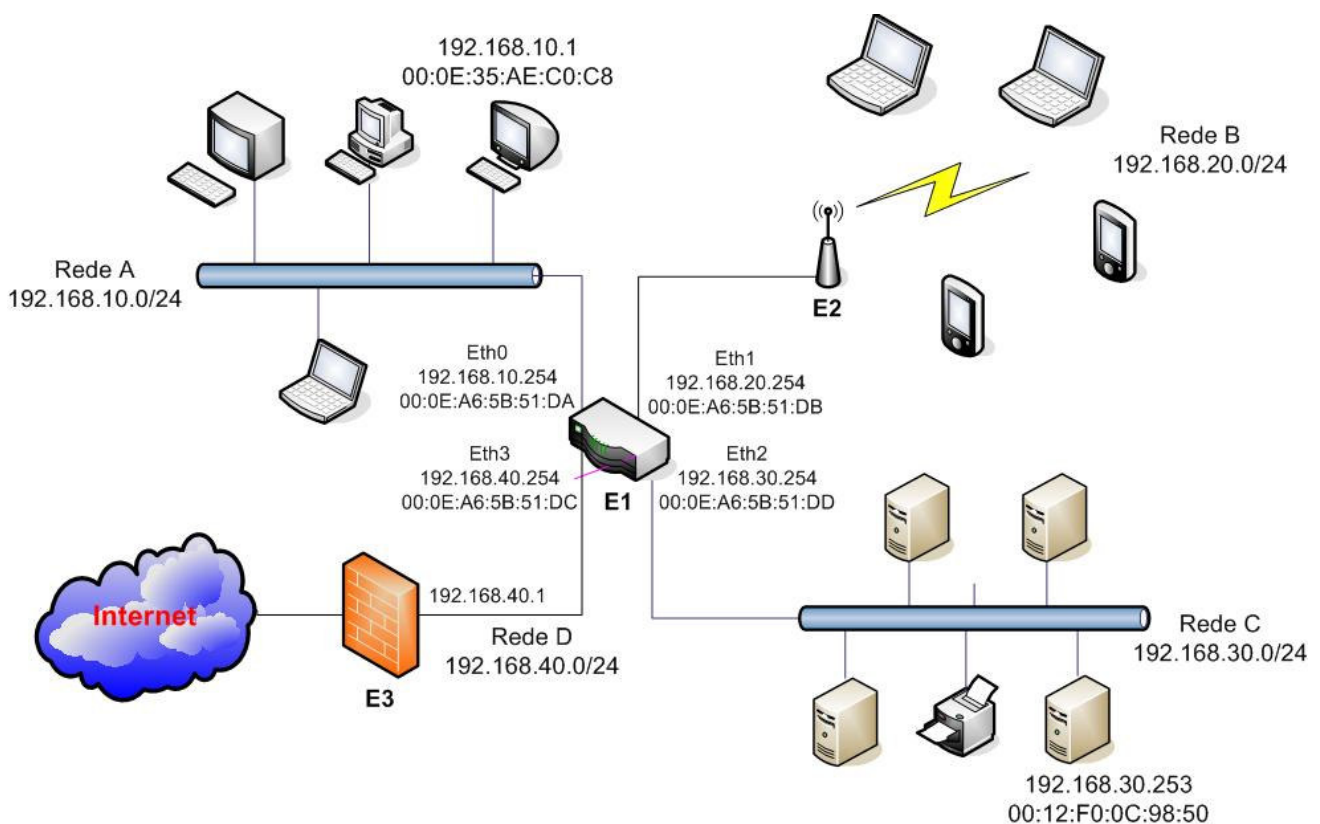 192.168.10.1
00:0E:35:AE:C0:C8
Rede B
192.168.20.0/24
Rede A
192.168.10.0/24
E2
Eth0
192.168.10.254
00:0E:A6:5B:51:DA
Eth1
192.168.20.254
00:0E:A6:5B:51:DB
Eth3
192.168.40.254
00:0E:A6:5B:51:DC
E1
Eth2
192.168.30.254
00:0E:A6:5B:51:DD
Internet
192.168.40.1
Rede D
192.168.40.0/24
E3
Rede C
192.168.30.0/24
192.168.30.253
00:12:F0:0C:98:50